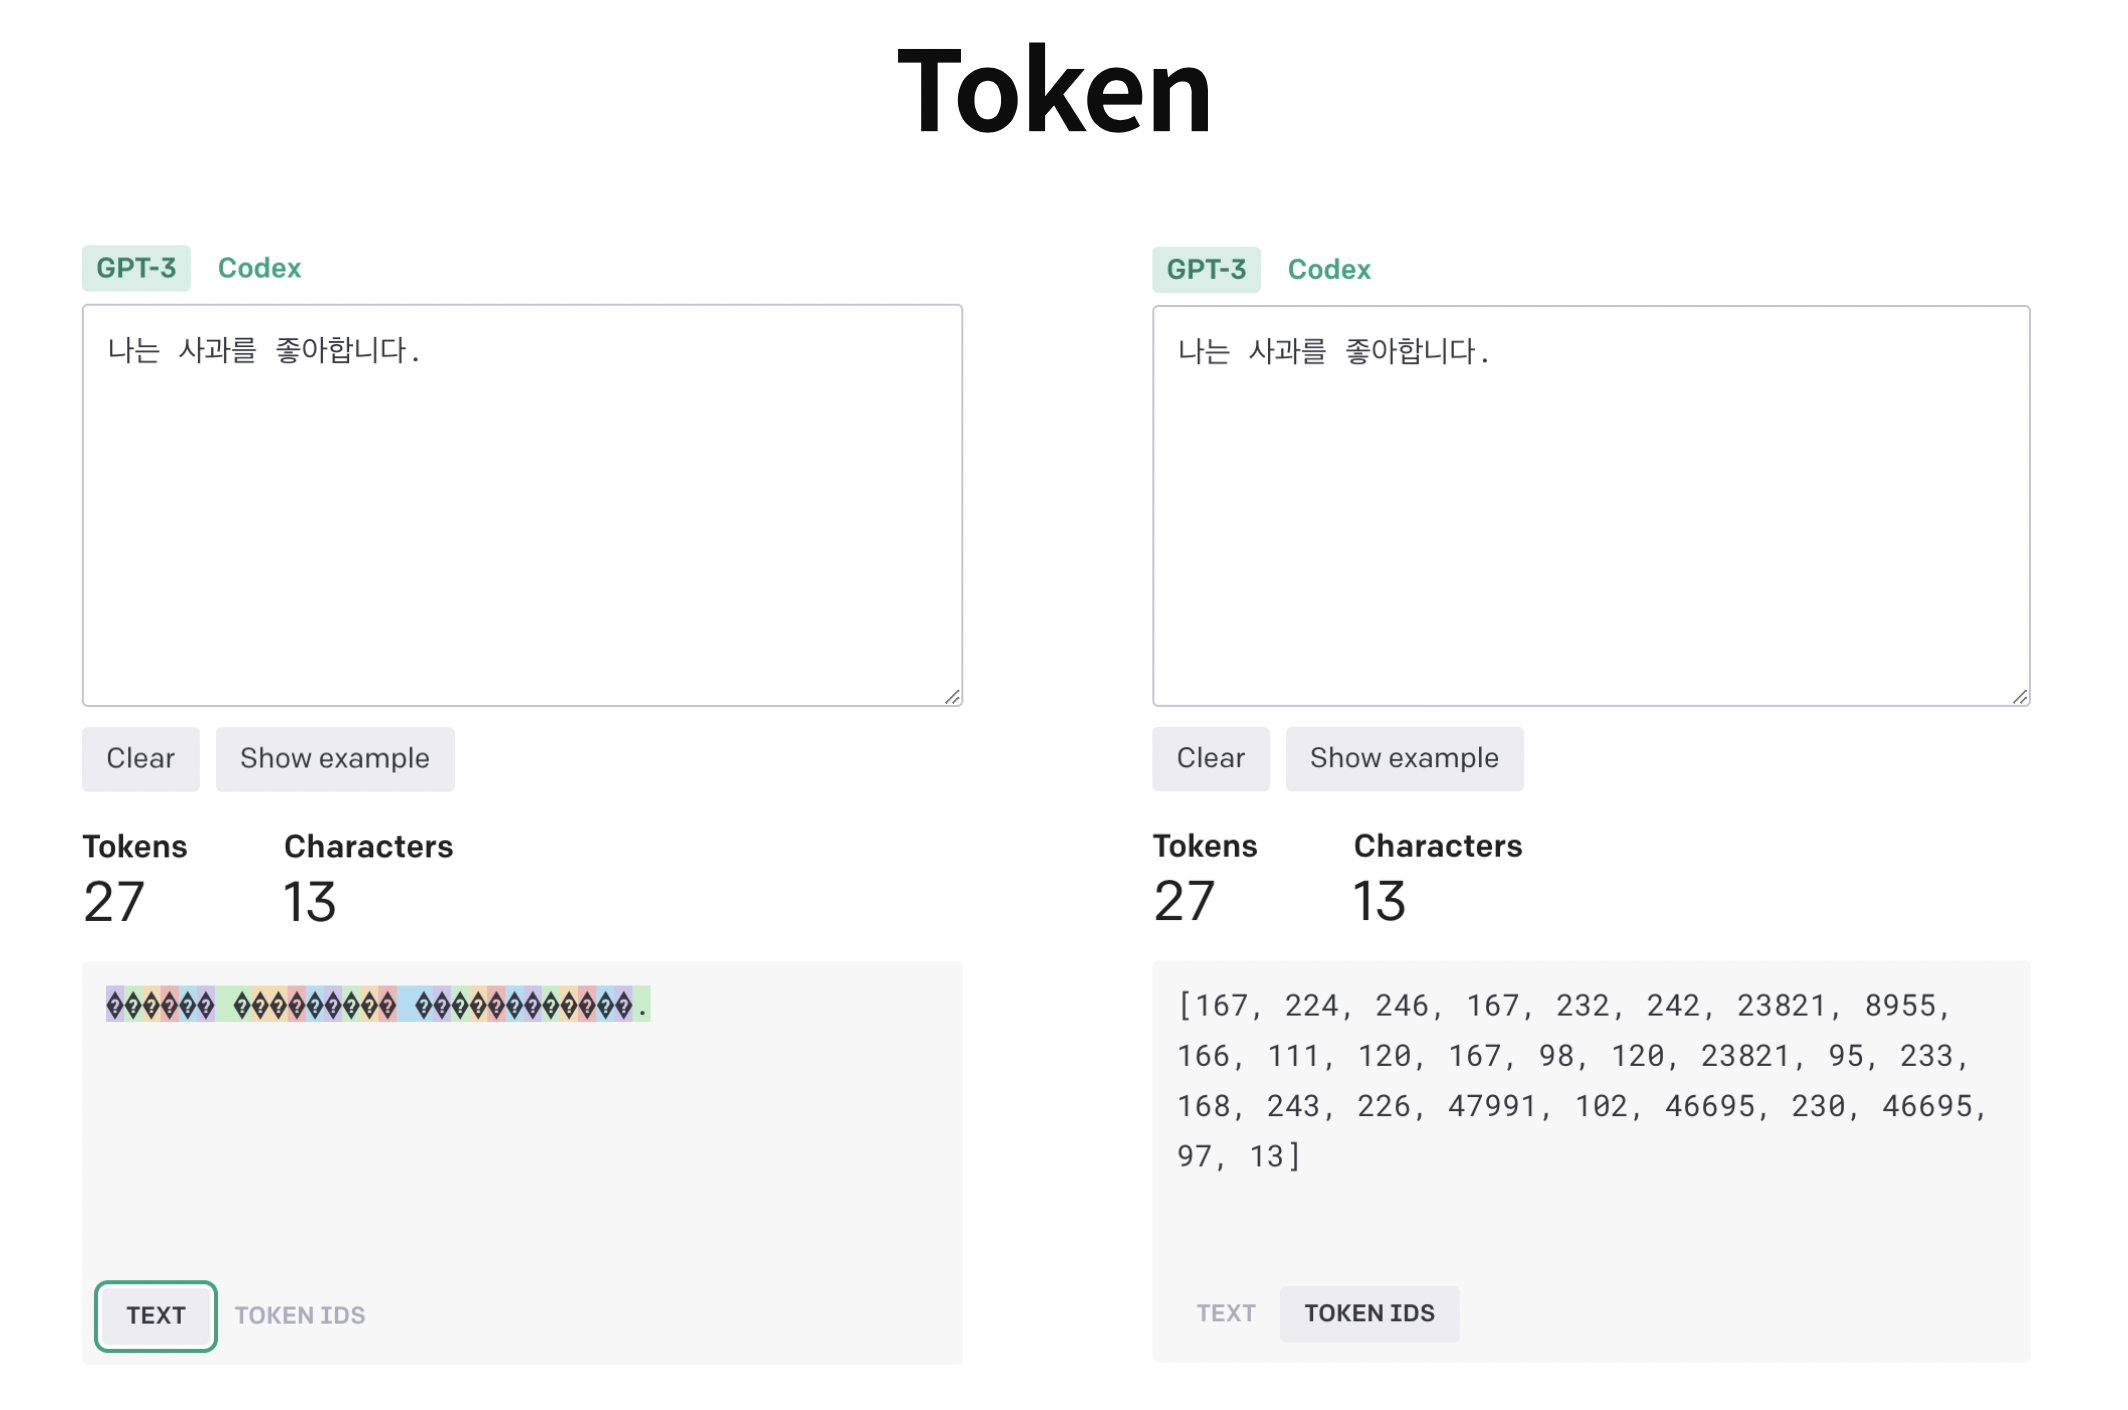 Token
GPT-3 Codex
나는 사과를 좋아합니다.
Clear Show example
Tokens Characters
27 13
������ ��������� ������������.
TEXT TOKEN IDS
GPT-3 Codex
나는 사과를 좋아합니다.
Clear Show example
Tokens Characters
27 13
[167, 224, 246, 167, 232, 242, 23821, 8955,
166, 111, 120, 167, 98, 120, 23821, 95, 233,
168, 243, 226, 47991, 102, 46695, 230, 46695,
97, 13]
TEXT TOKEN IDS